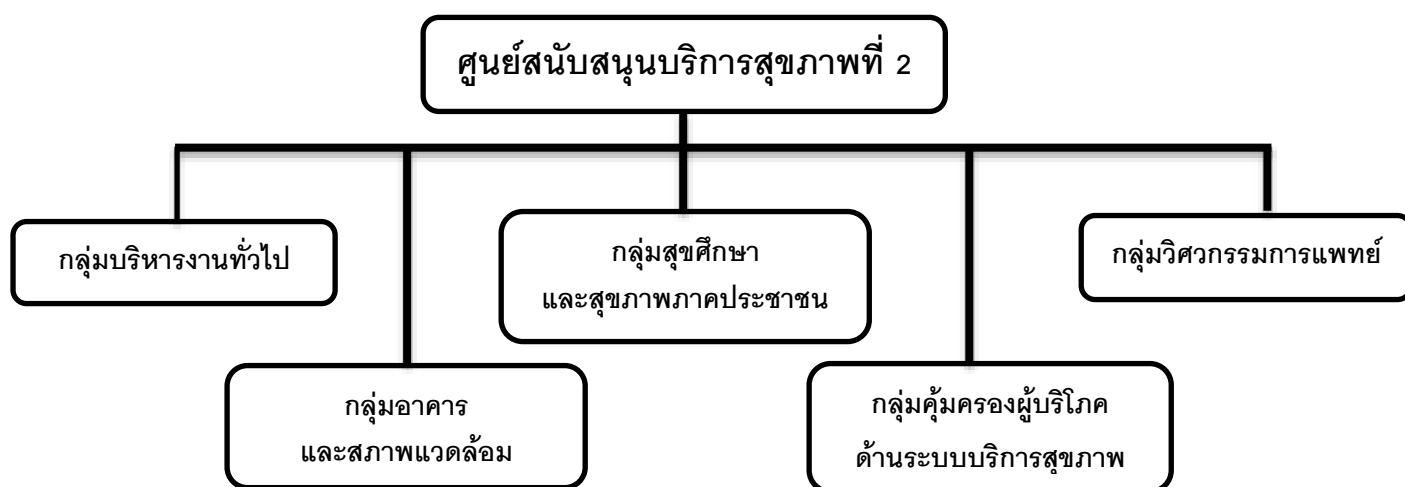 ศูนย์สนับสนุนบริการสุขภาพที่ 2
กลุ่มบริหารงานทั่วไป
กลุ่มอาคาร
และสภาพแวดล้อม
กลุ่มสุขศึกษา
และสุขภาพภาคประชาชน
กลุ่มคุ้มครองผู้บริโภค
ด้านระบบบริการสุขภาพ
กลุ่มวิศวกรรมการแพทย์